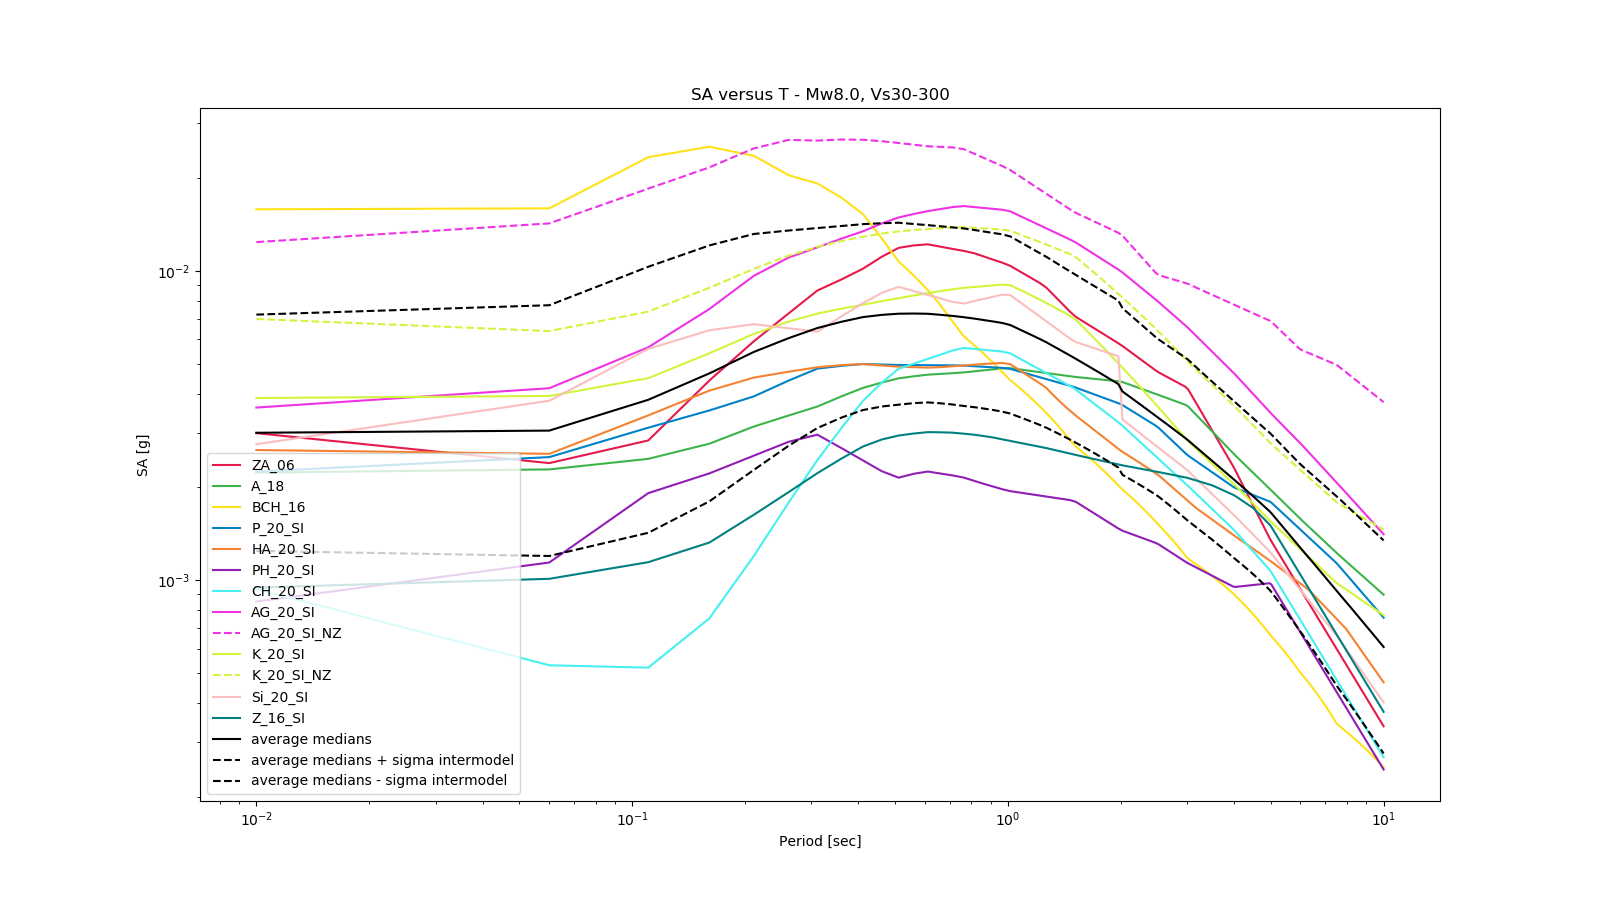 SA versus T - Mw8.0, Vs30-300
SA [g]
10⁻²
10⁻³
ZA_06
A_18
BCH_16
P_20_SI
HA_20_SI
PH_20_SI
CH_20_SI
AG_20_SI
AG_20_SI_NZ
K_20_SI
K_20_SI_NZ
Si_20_SI
Z_16_SI
average medians
average medians + sigma intermodel
average medians - sigma intermodel
10⁻² 10⁻¹ 10⁰ 10¹
Period [sec]